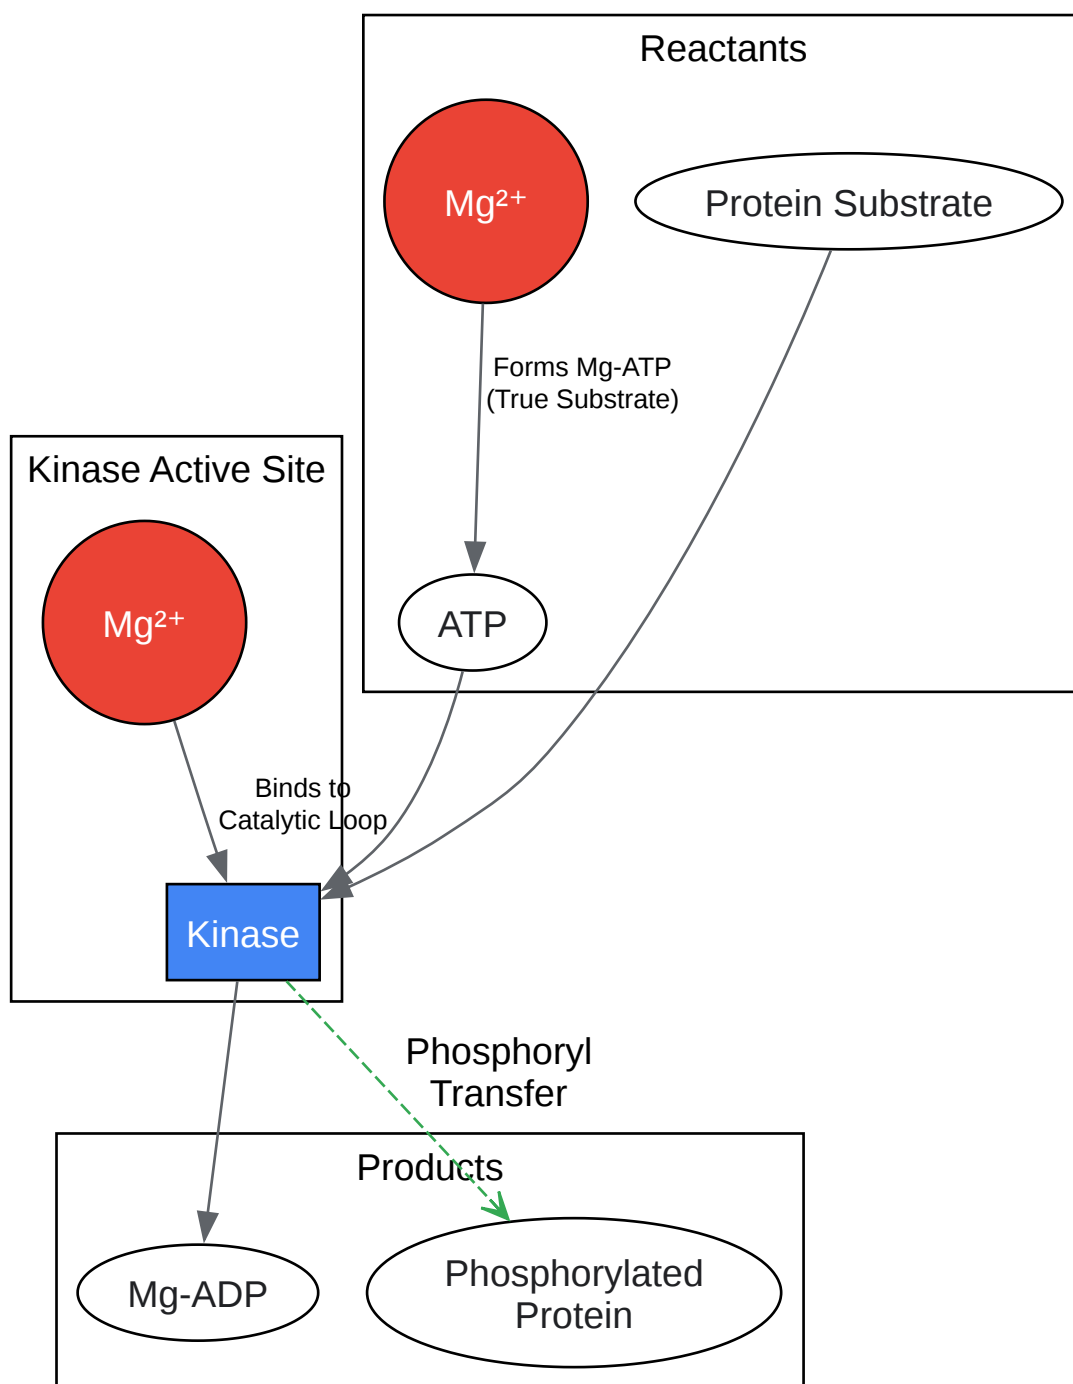 Reactants
Mg²⁺
Protein Substrate
Forms Mg-ATP
(True Substrate)
Kinase Active Site
Mg²⁺
ATP
Binds to
Catalytic Loop
Kinase
Phosphoryl
Transfer
Products
Mg-ADP
Phosphorylated
Protein